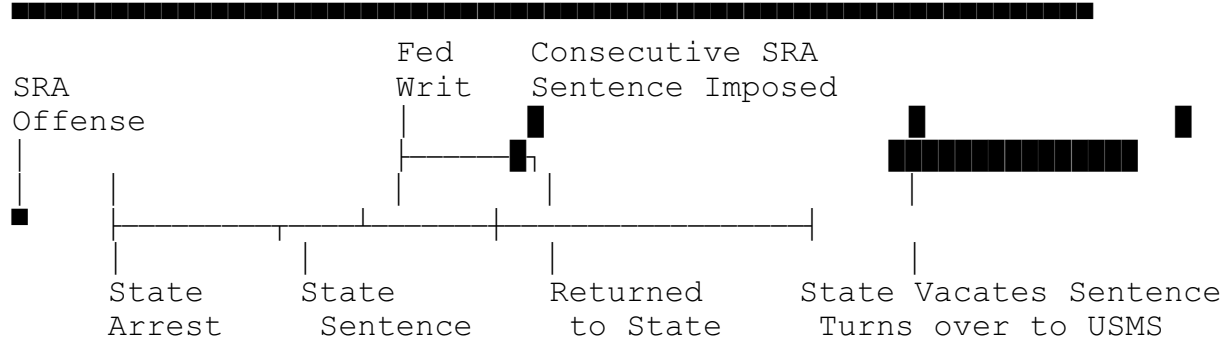 Fed Consecutive SRA
SRA Writ Sentence Imposed
Offense
State State Returned State Vacates Sentence
Arrest Sentence to State Turns over to USMS